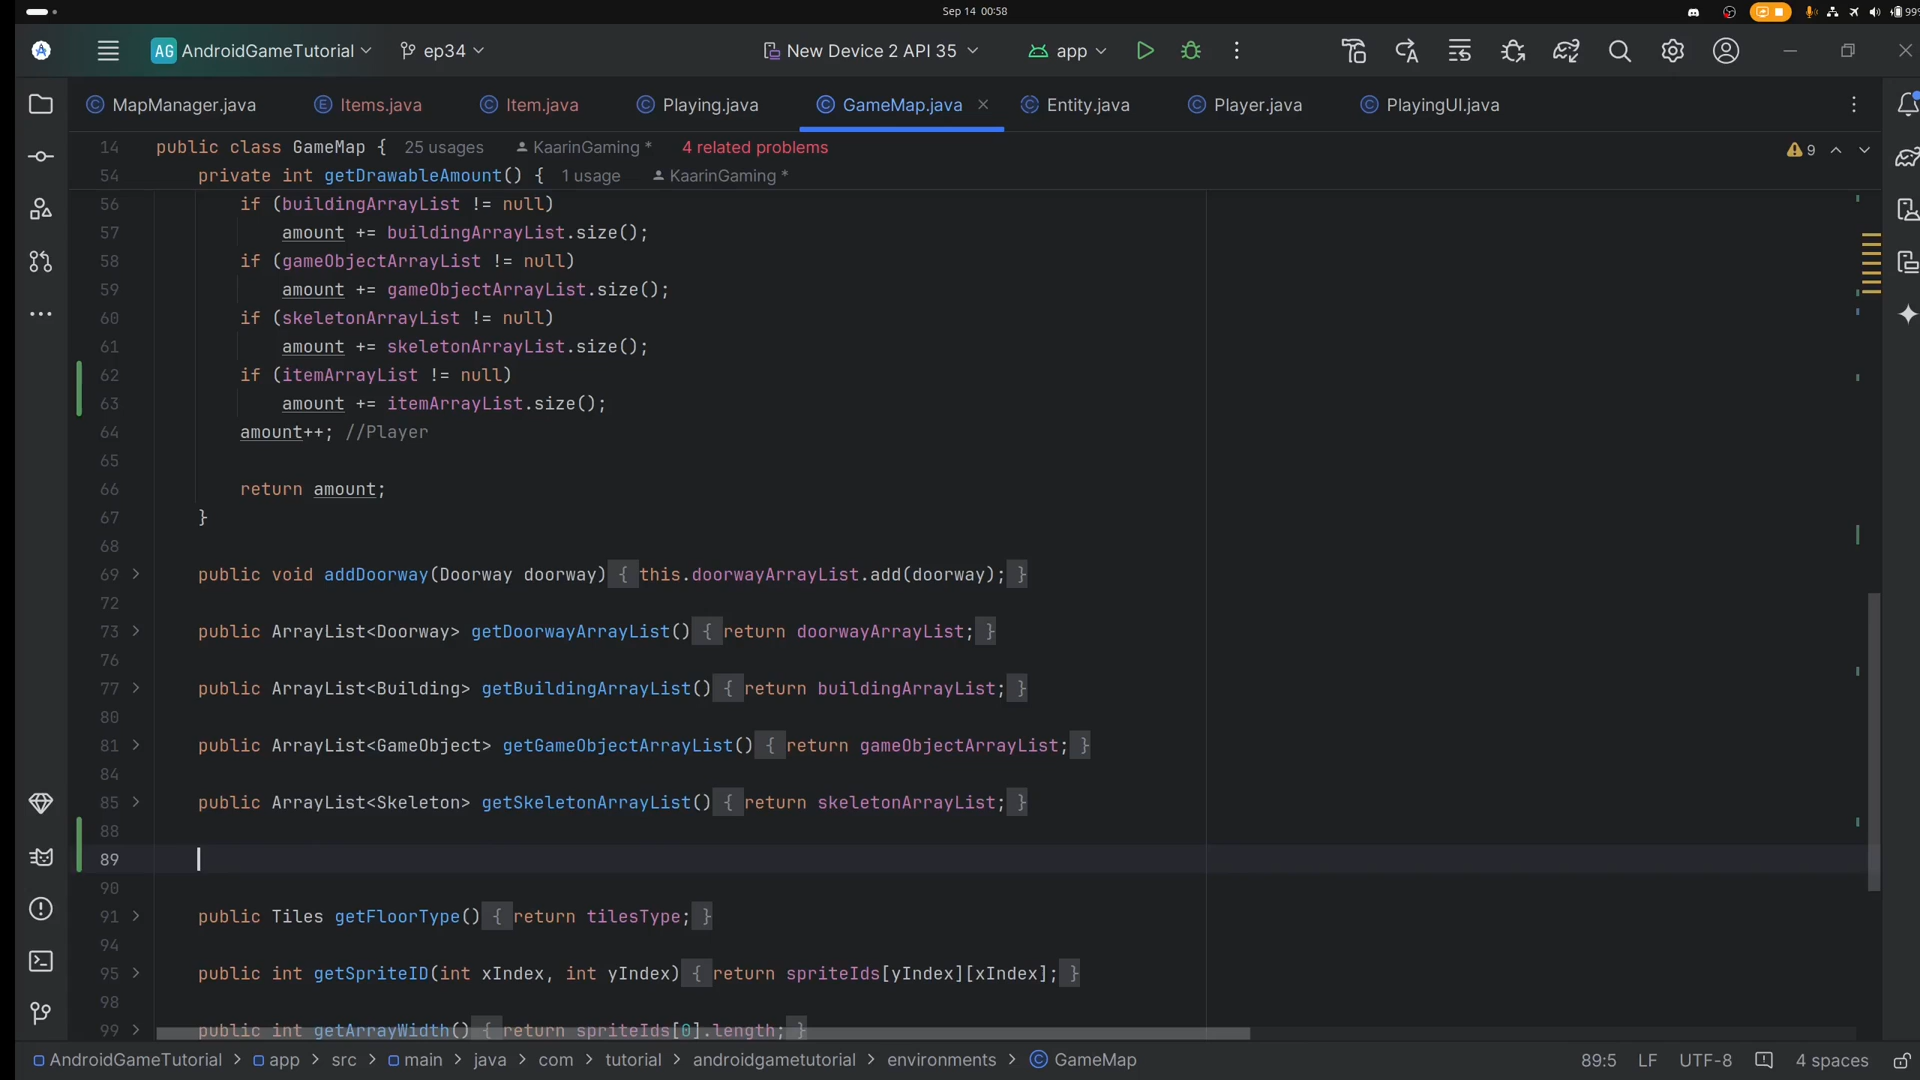 Sep 14 00:58
99%
AG AndroidGameTutorial ep34 New Device 2 API 35 app
MapManager.java Items.java Item.java Playing.java GameMap.java Entity.java Player.java PlayingUI.java
14 public class GameMap { 25 usages KaarinGaming * 4 related problems
9
54 private int getDrawableAmount() { 1 usage KaarinGaming *
56 if (buildingArrayList != null)
57 amount += buildingArrayList.size();
58 if (gameObjectArrayList != null)
59 amount += gameObjectArrayList.size();
60 if (skeletonArrayList != null)
61 amount += skeletonArrayList.size();
62 if (itemArrayList != null)
63 amount += itemArrayList.size();
64 amount++; //Player
65
66 return amount;
67 }
68
69 public void addDoorway(Doorway doorway) { this.doorwayArrayList.add(doorway); }
72
73 public ArrayList<Doorway> getDoorwayArrayList() { return doorwayArrayList; }
76
77 public ArrayList<Building> getBuildingArrayList() { return buildingArrayList; }
80
81 public ArrayList<GameObject> getGameObjectArrayList() { return gameObjectArrayList; }
84
85 public ArrayList<Skeleton> getSkeletonArrayList() { return skeletonArrayList; }
88
89
90
91 public Tiles getFloorType() { return tilesType; }
94
95 public int getSpriteID(int xIndex, int yIndex) { return spriteIds[yIndex][xIndex]; }
98
99 public int getArrayWidth() { return spriteIds[0].length; }
AndroidGameTutorial > app > src > main > java > com > tutorial > androidgametutorial > environments > GameMap 89:5 LF UTF-8 4 spaces